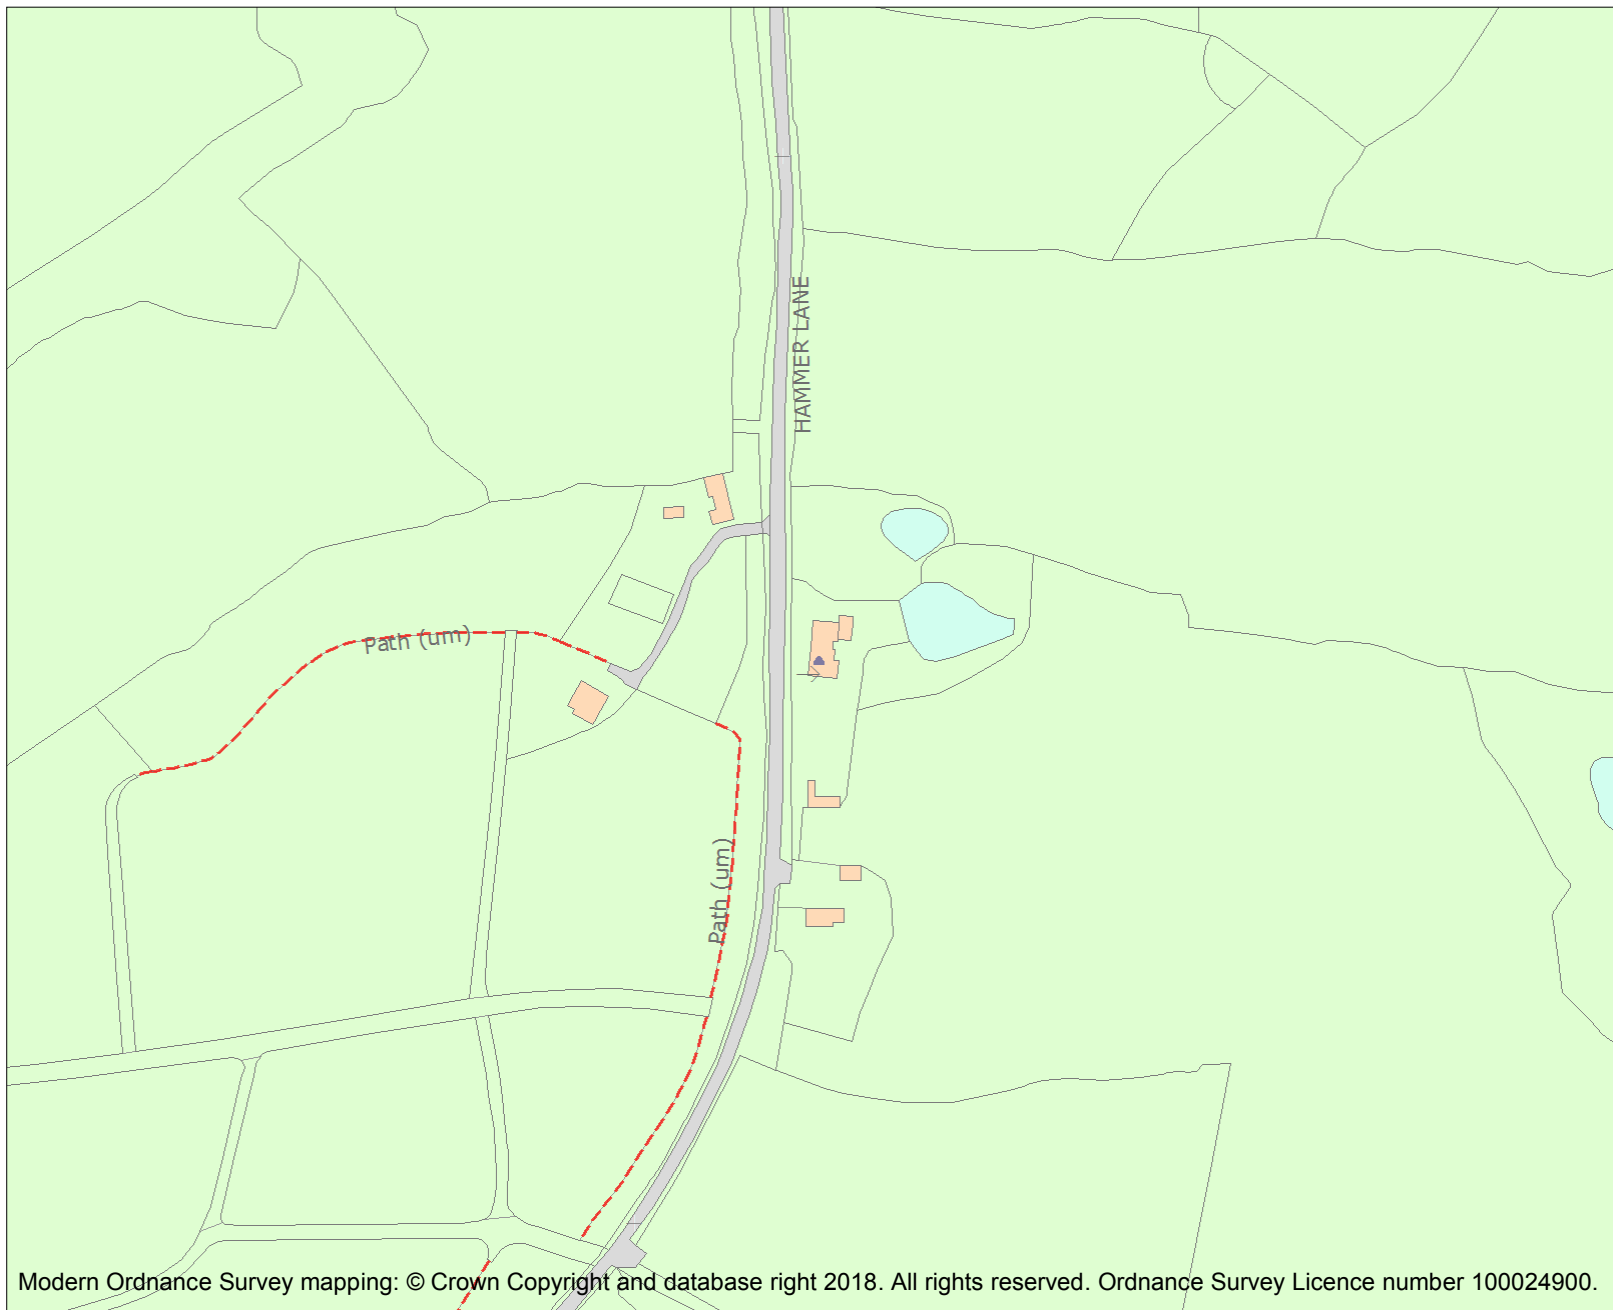 HAMMER LANE
Path (um)
Path (um)
Modern Ordnance Survey mapping: © Crown Copyright and database right 2018. All rights reserved. Ordnance Survey Licence number 100024900.